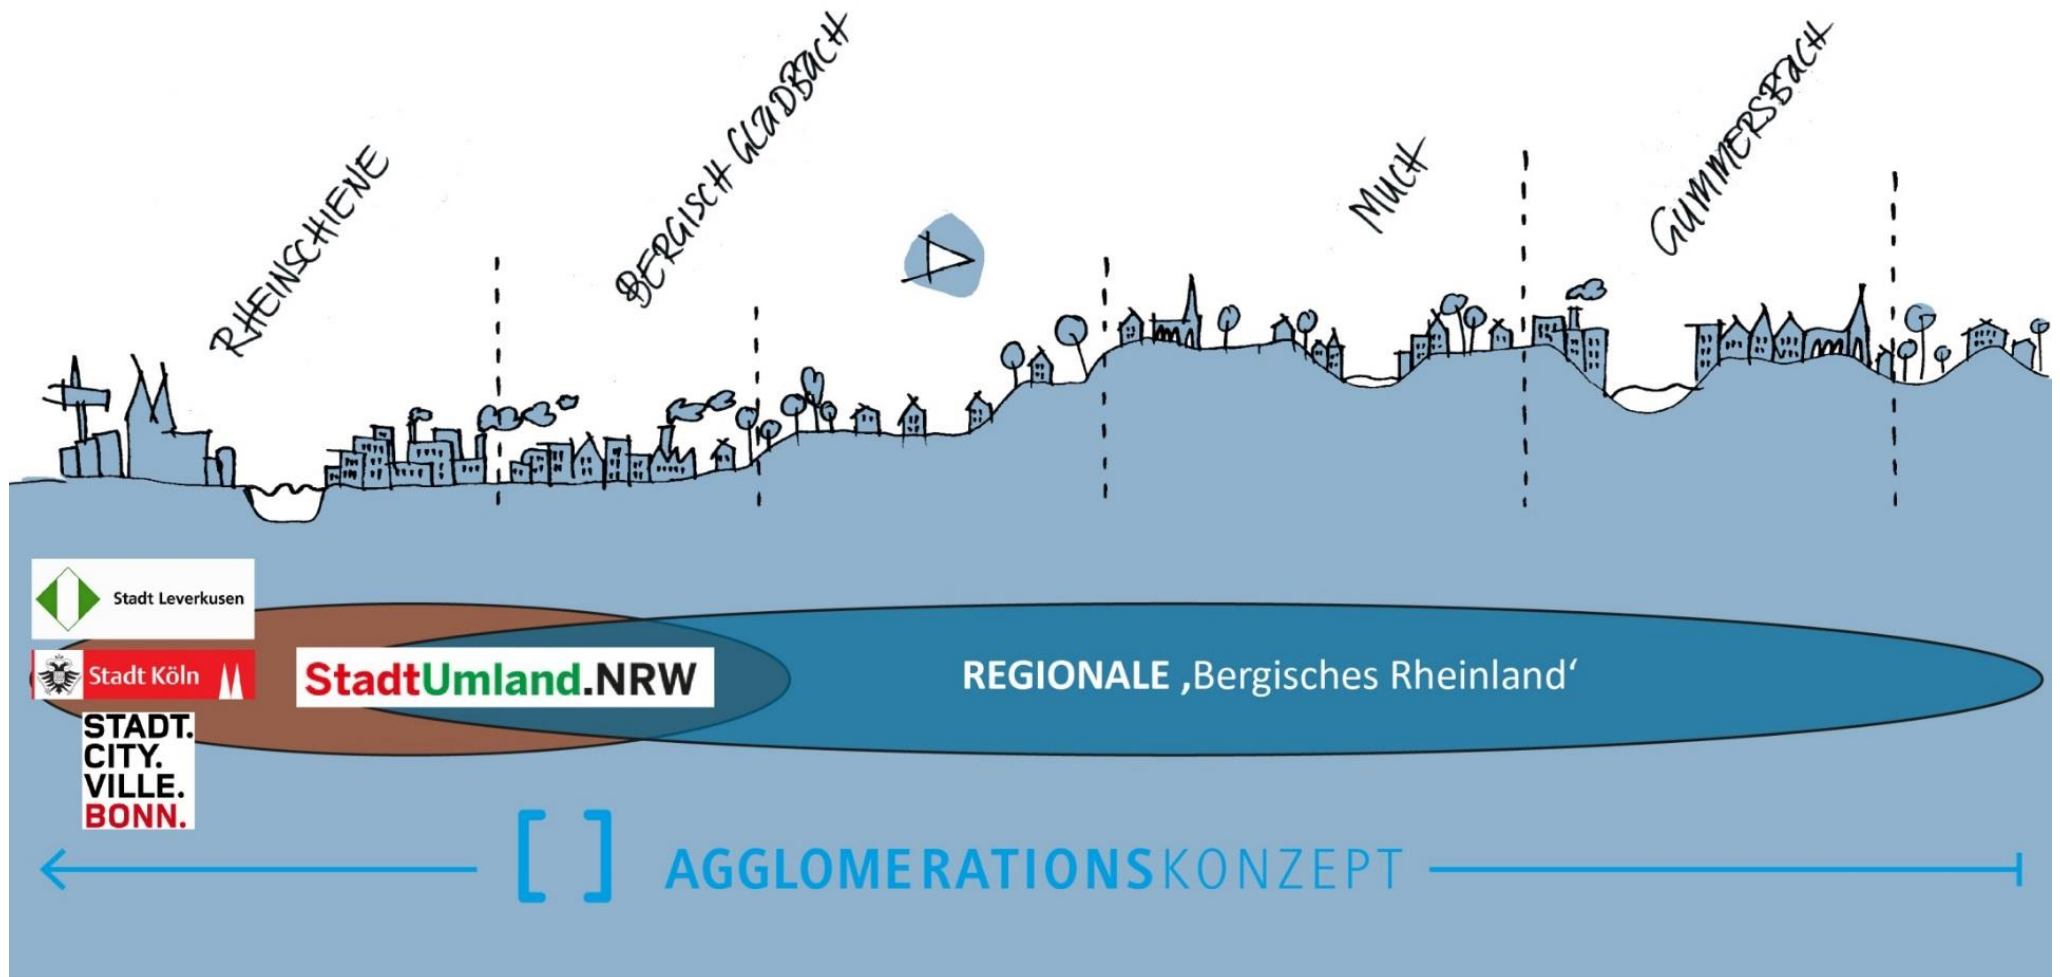 RHEINSCHIENE
BERGISCH GLADBACH
MUCH
GUMMERSBACH
Stadt Leverkusen
Stadt Köln
STADT.
CITY.
VILLE.
BONN.
StadtUmland.NRW
REGIONALE ‚Bergisches Rheinland‘
[ ] AGGLOMERATIONSKONZEPT